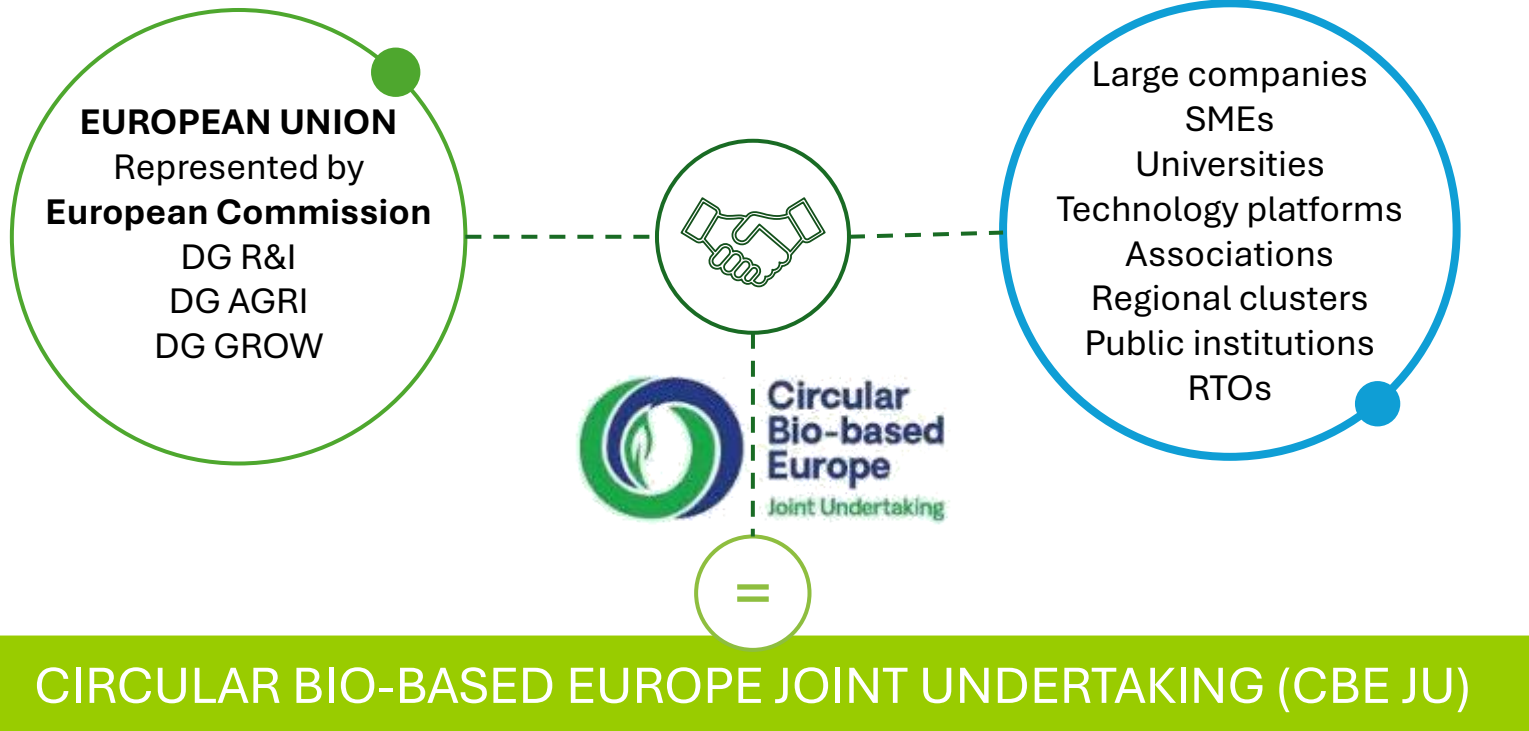 EUROPEAN UNION
Represented by
European Commission
DG R&I
DG AGRI
DG GROW
Large companies
SMEs
Universities
Technology platforms
Associations
Regional clusters
Public institutions
RTOs
Circular
Bio-based
Europe
Joint Undertaking
=
CIRCULAR BIO-BASED EUROPE JOINT UNDERTAKING (CBE JU)